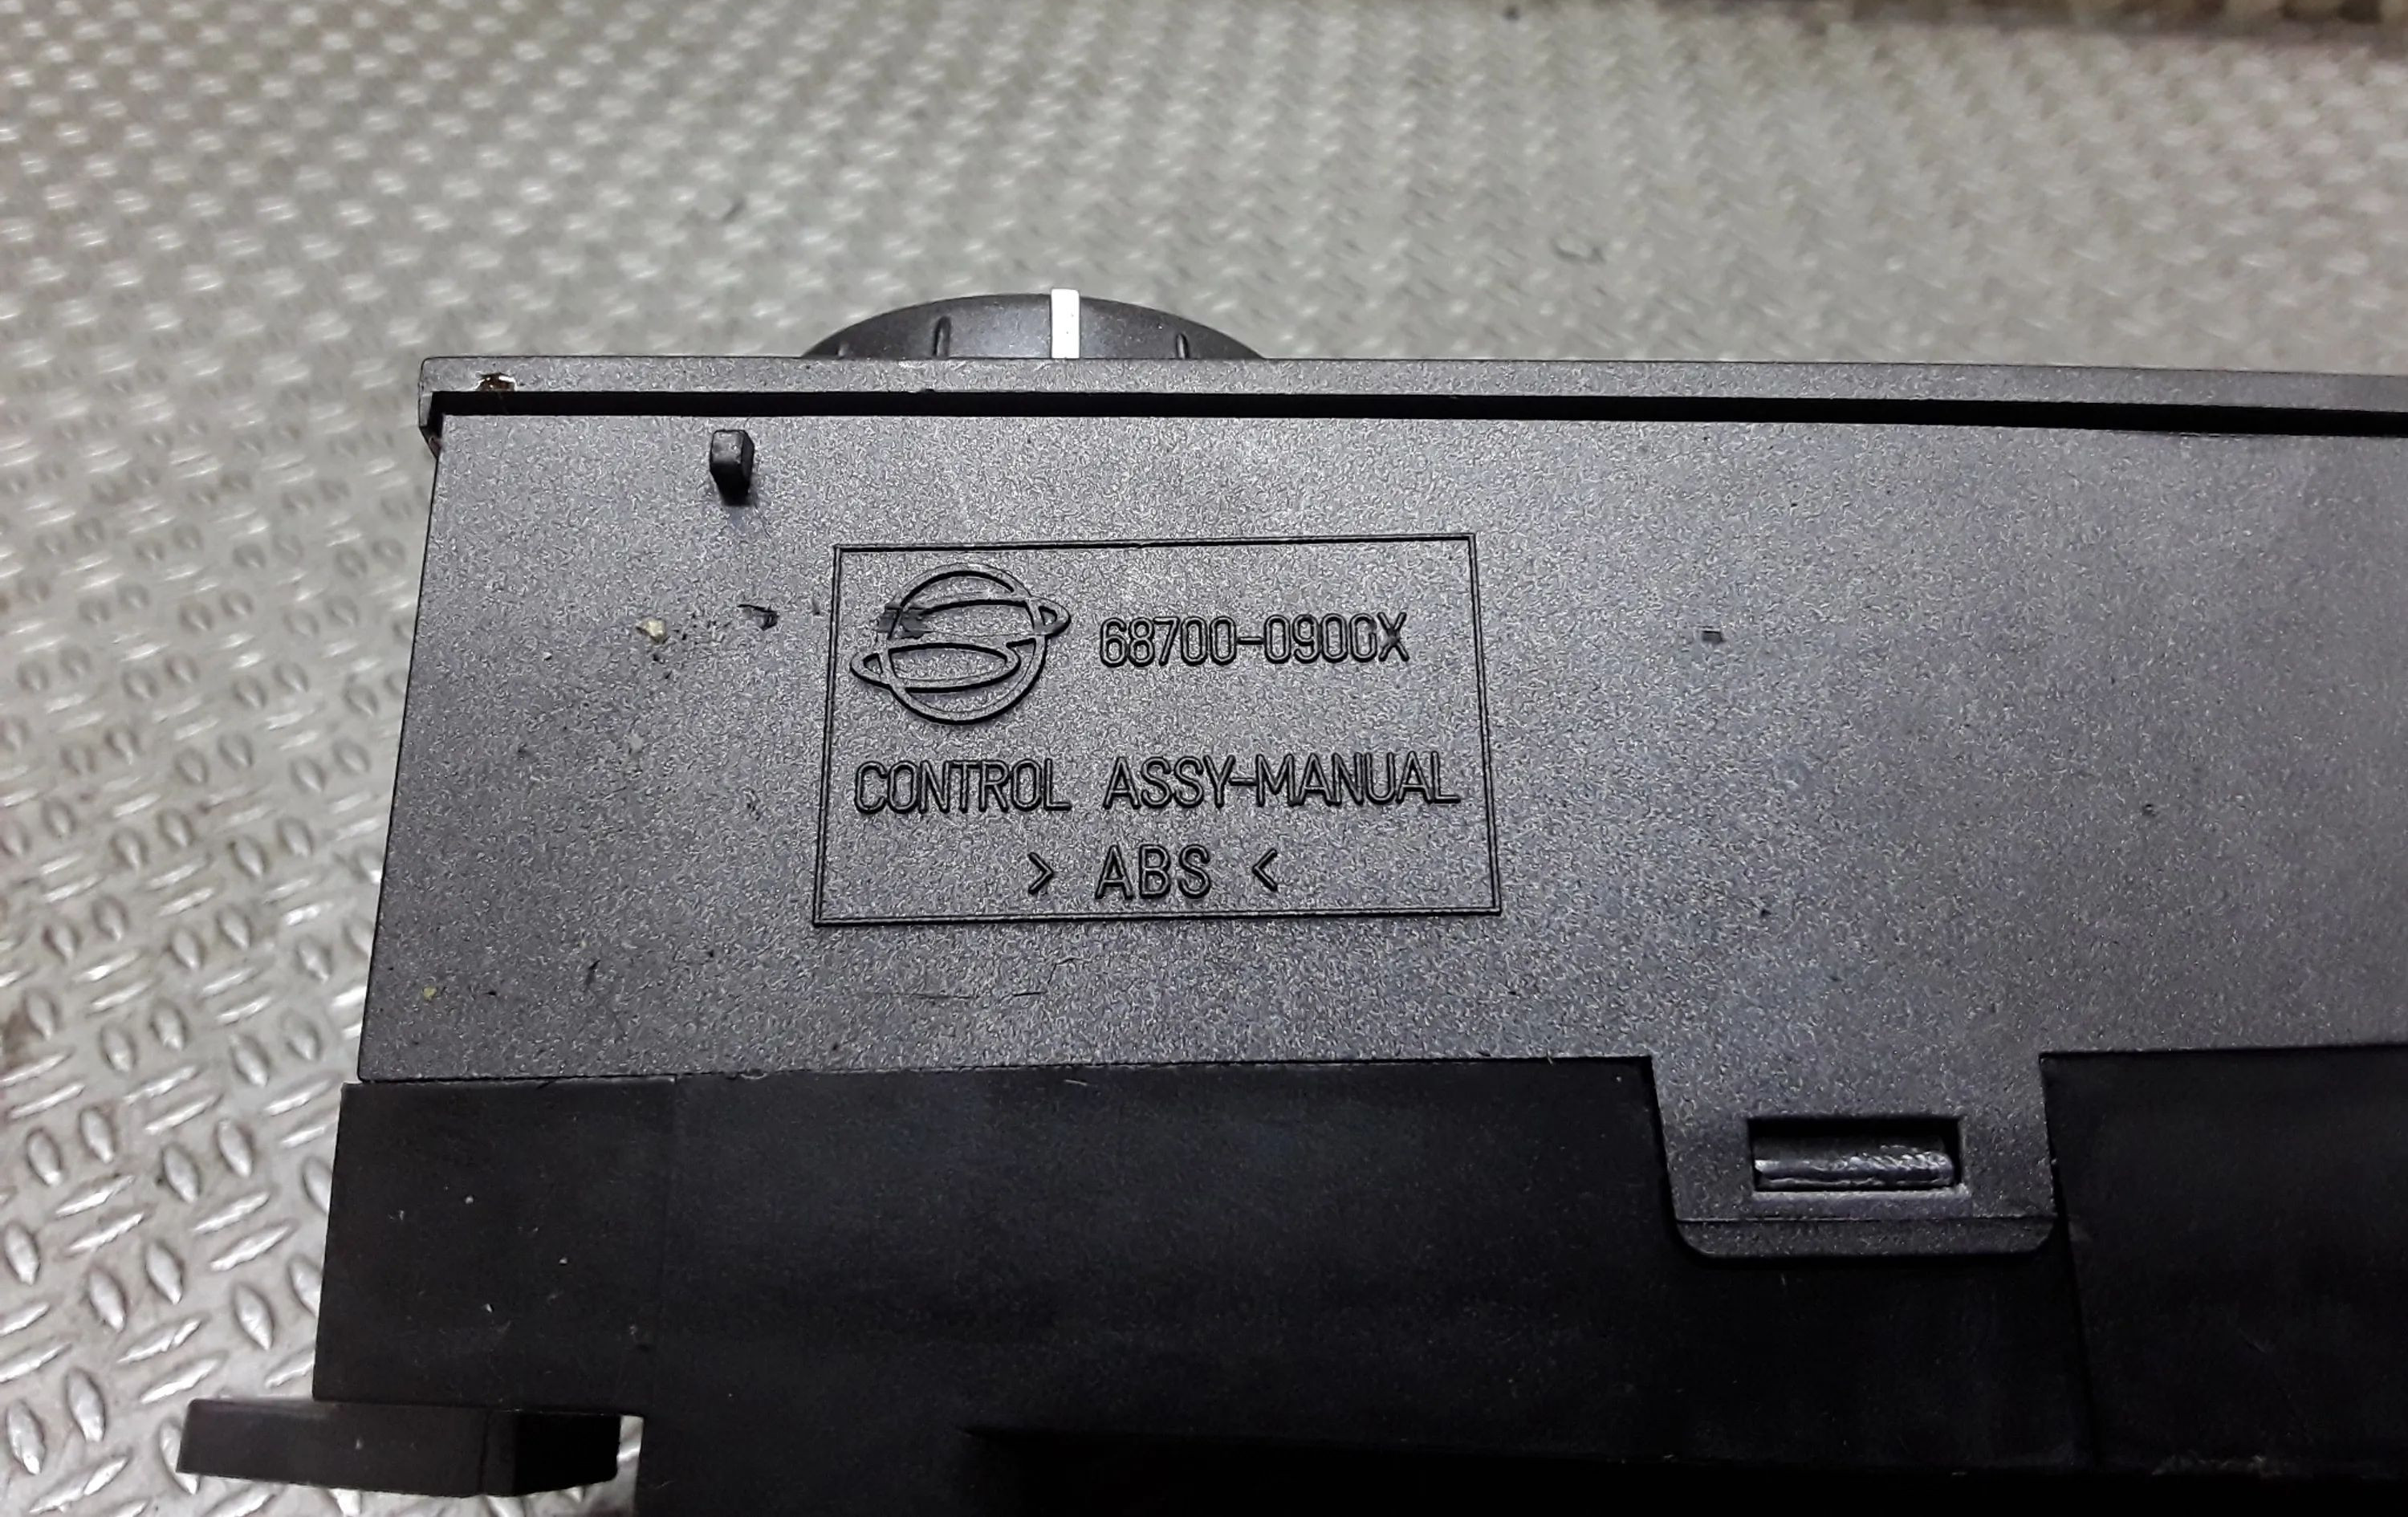 68700-0900X
CONTROL ASSY-MANUAL
> ABS <